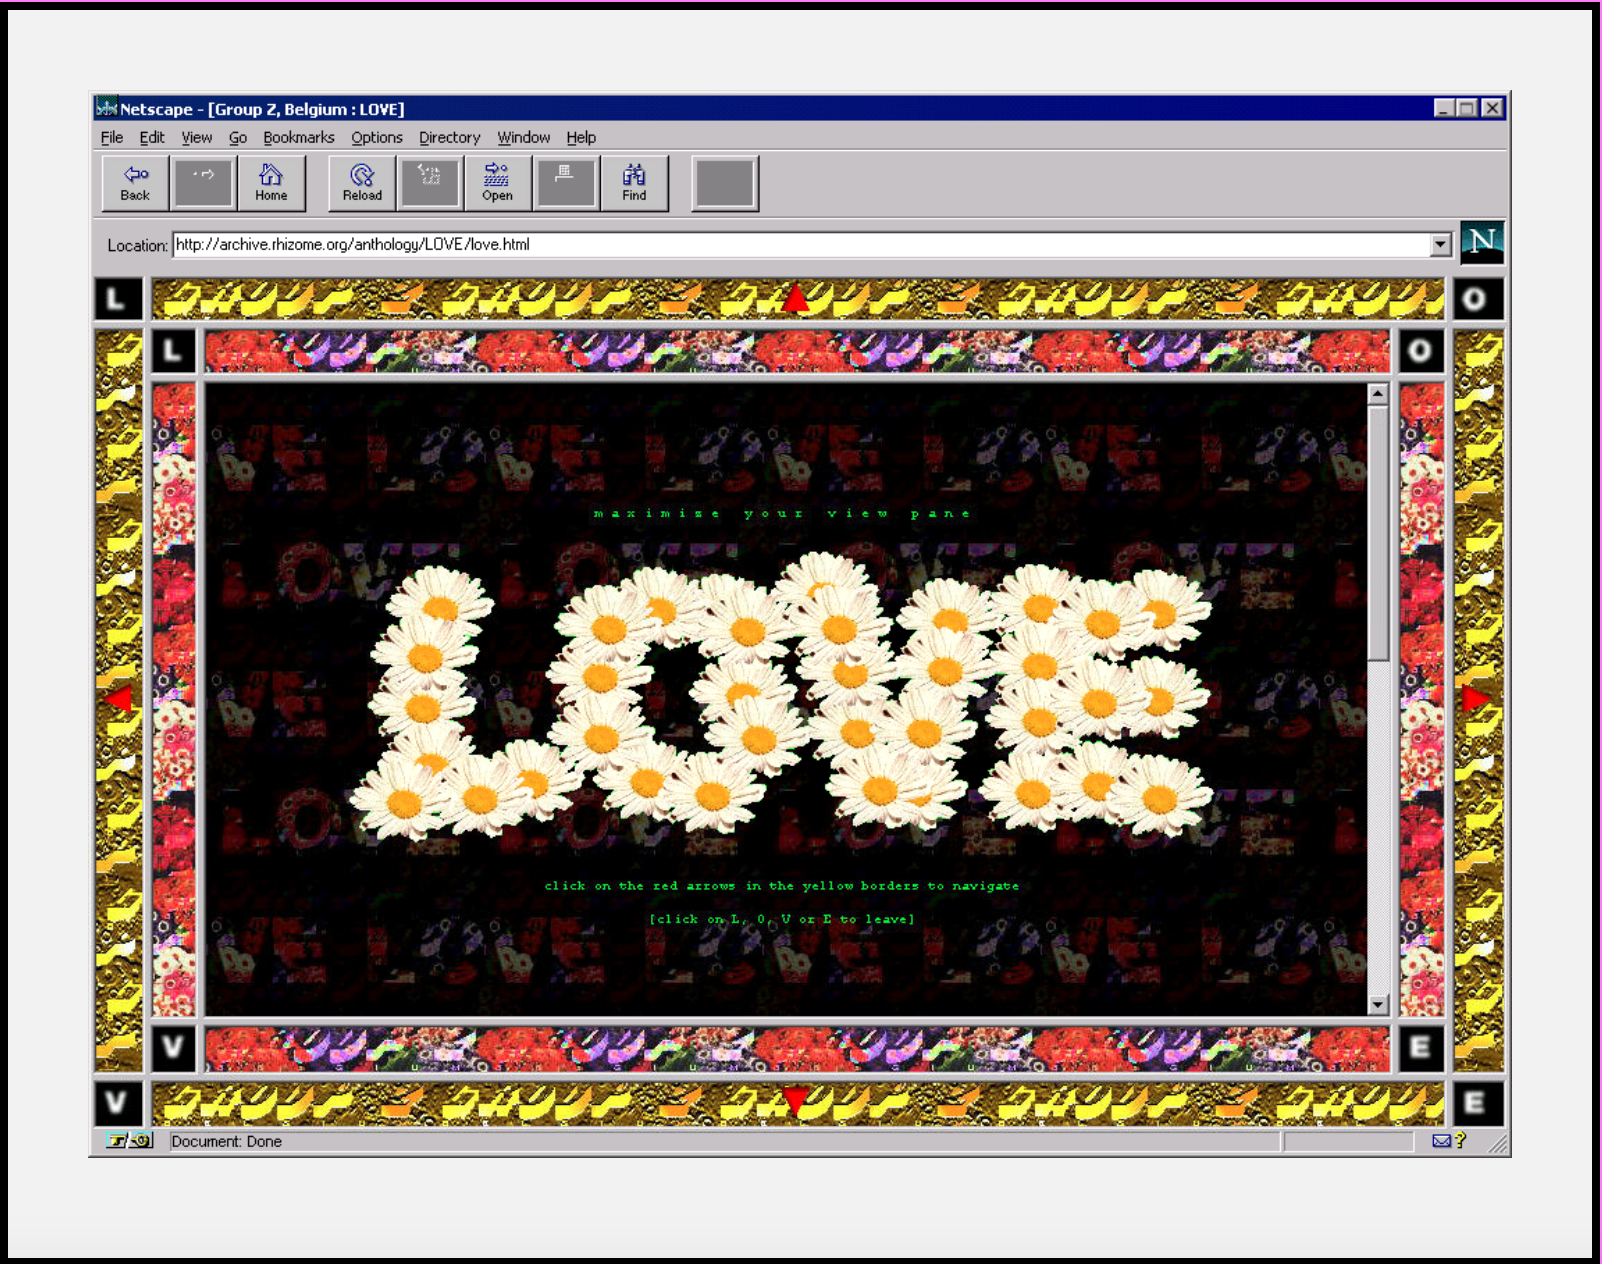 Netscape - [Group Z, Belgium : LOVE]
File Edit View Go Bookmarks Options Directory Window Help
Back Home Reload Open Find
Location: http://archive.rhizome.org/anthology/LOVE/love.html
N
L O
L O
maximize your view pane
LOVE
click on the red arrows in the yellow borders to navigate
[click on L, O, V or E to leave]
V E
V E
Document: Done